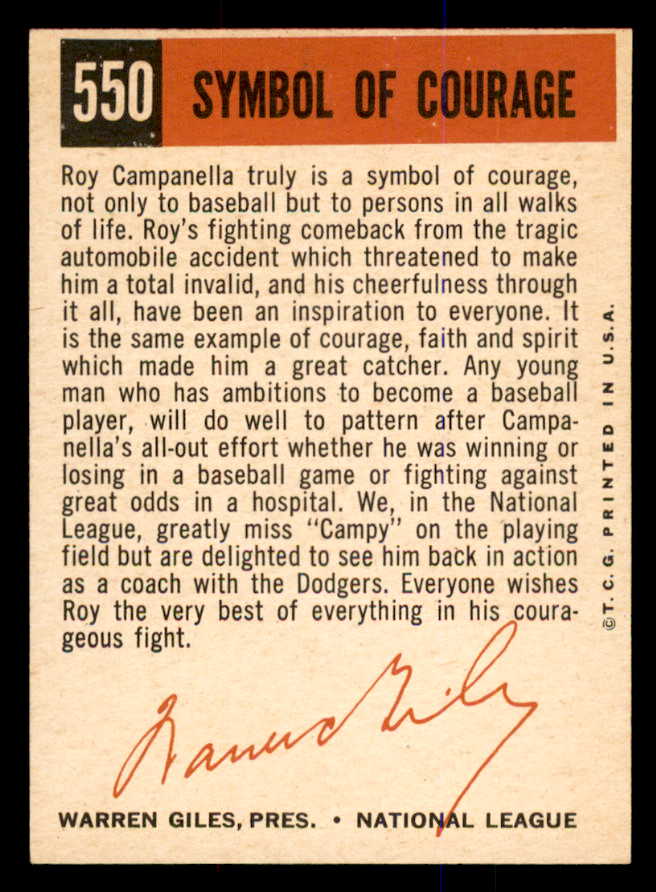 550 SYMBOL OF COURAGE
Roy Campanella truly is a symbol of courage,
not only to baseball but to persons in all walks
of life. Roy's fighting comeback from the tragic
automobile accident which threatened to make
him a total invalid, and his cheerfulness through
it all, have been an inspiration to everyone. It
is the same example of courage, faith and spirit
which made him a great catcher. Any young
man who has ambitions to become a baseball
player, will do well to pattern after Campa-
nella's all-out effort whether he was winning or
losing in a baseball game or fighting against
great odds in a hospital. We, in the National
League, greatly miss "Campy" on the playing
field but are delighted to see him back in action
as a coach with the Dodgers. Everyone wishes
Roy the very best of everything in his coura-
geous fight.
Warren Giles
WARREN GILES, PRES. • NATIONAL LEAGUE
©T. C. G. PRINTED IN U.S.A.